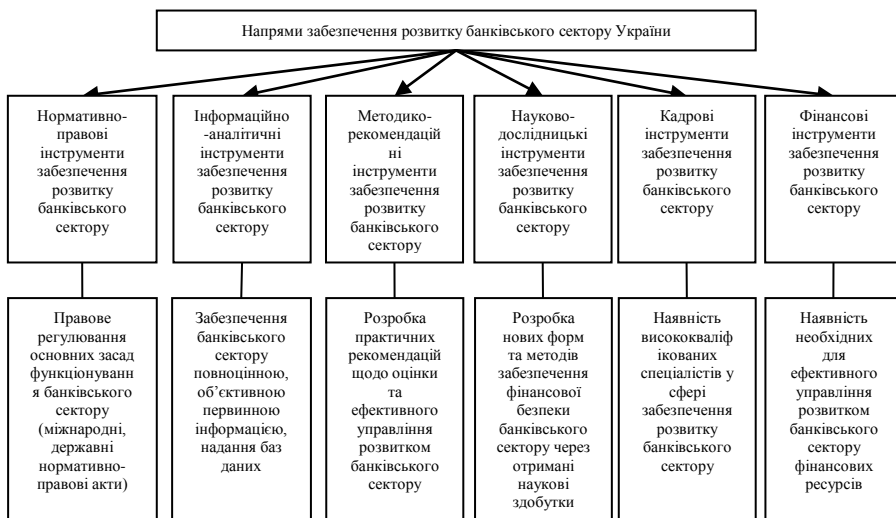 Напрями забезпечення розвитку банківського сектору України
Нормативно-
правові
інструменти
забезпечення
розвитку
банківського
сектору
Інформаційно
-аналітичні
інструменти
забезпечення
розвитку
банківського
сектору
Методико-
рекомендацій
ні
інструменти
забезпечення
розвитку
банківського
сектору
Науково-
дослідницькі
інструменти
забезпечення
розвитку
банківського
сектору
Кадрові
інструменти
забезпечення
розвитку
банківського
сектору
Фінансові
інструменти
забезпечення
розвитку
банківського
сектору
Правове
регулювання
основних засад
функціонуванн
я банківського
сектору
(міжнародні,
державні
нормативно-
правові акти)
Забезпечення
банківського
сектору
повноцінною,
об’єктивною
первинною
інформацією,
надання баз
даних
Розробка
практичних
рекомендацій
щодо оцінки
та
ефективного
управління
розвитком
банківського
сектору
Розробка
нових форм
та методів
забезпечення
фінансової
безпеки
банківського
сектору через
отримані
наукові
здобутки
Наявність
висококваліф
ікованих
спеціалістів у
сфері
забезпечення
розвитку
банківського
сектору
Наявність
необхідних
для
ефективного
управління
розвитком
банківського
сектору
фінансових
ресурсів